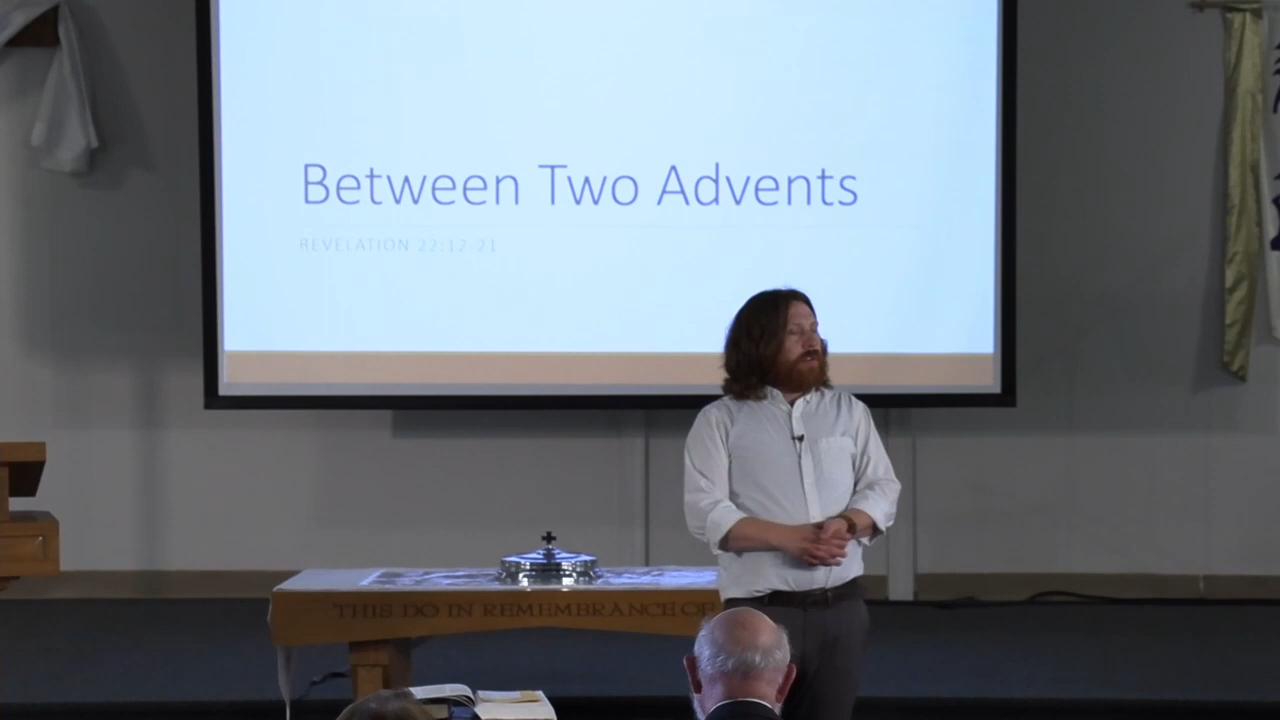 Between Two Advents
REVELATION 22:12-21
THIS DO IN REMEMBRANCE OF